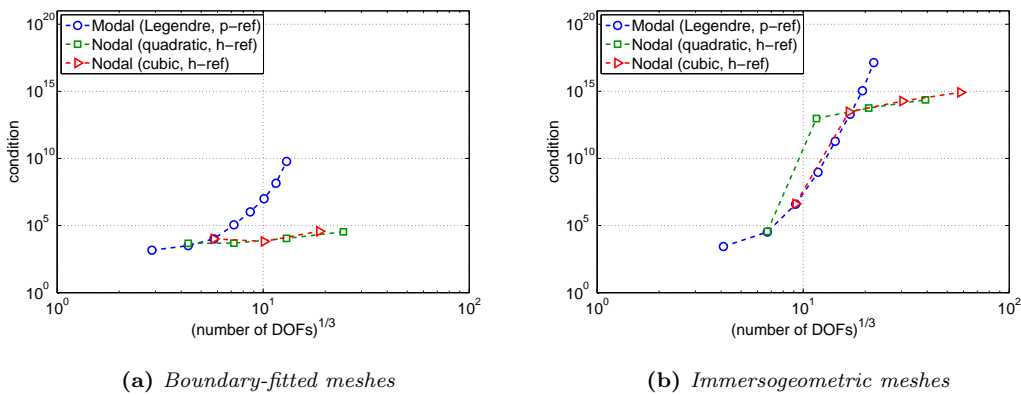 10^20
10^15
10^10
10^5
10^0
condition
Modal (Legendre, p−ref)
Nodal (quadratic, h−ref)
Nodal (cubic, h−ref)
10^0
10^1
10^2
(number of DOFs)^1/3
(a) Boundary-fitted meshes
10^20
10^15
10^10
10^5
10^0
condition
Modal (Legendre, p−ref)
Nodal (quadratic, h−ref)
Nodal (cubic, h−ref)
10^0
10^1
10^2
(number of DOFs)^1/3
(b) Immersogeometric meshes